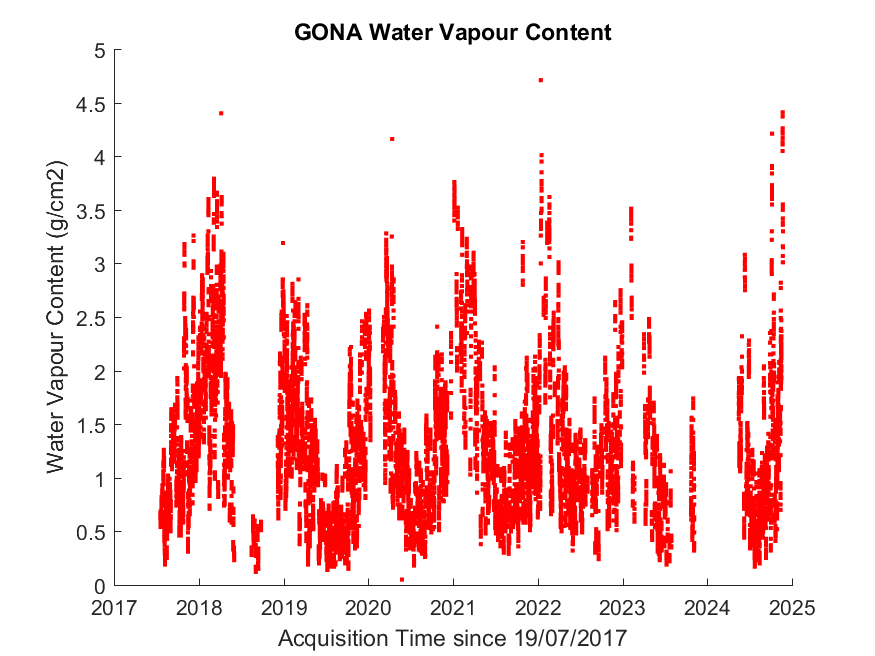 GONA Water Vapour Content
5
4.5
4
3.5
3
2.5
2
1.5
1
0.5
0
Water Vapour Content (g/cm2)
2017 2018 2019 2020 2021 2022 2023 2024 2025
Acquisition Time since 19/07/2017